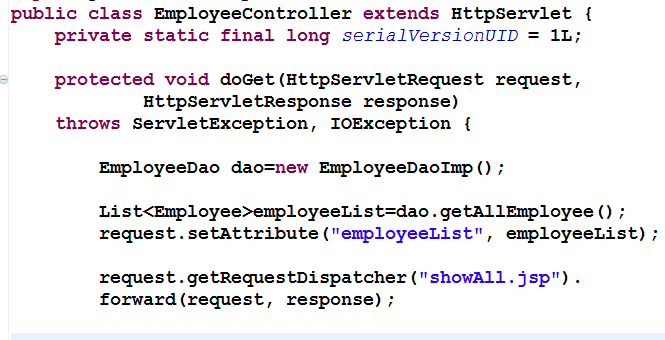 public class EmployeeController extends HttpServlet {
private static final long serialVersionUID = 1L;
protected void doGet(HttpServletRequest request,
HttpServletResponse response)
throws ServletException, IOException {
EmployeeDao dao=new EmployeeDaoImp();
List<Employee>employeeList=dao.getAllEmployee();
request.setAttribute("employeeList", employeeList);
request.getRequestDispatcher("showAll.jsp").
forward(request, response);